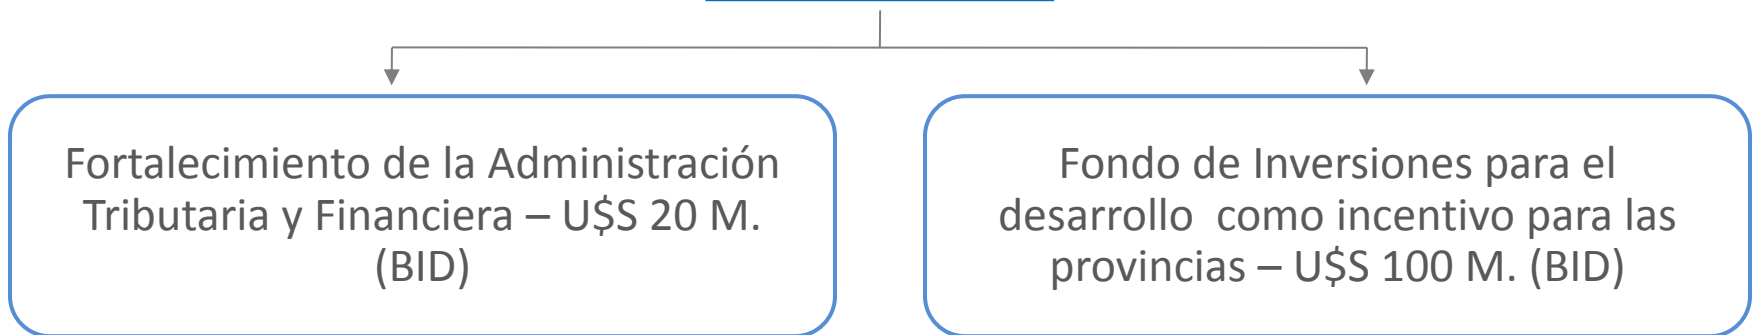 Fortalecimiento de la Administración
Tributaria y Financiera – U$S 20 M.
(BID)
Fondo de Inversiones para el
desarrollo  como incentivo para las
provincias – U$S 100 M. (BID)